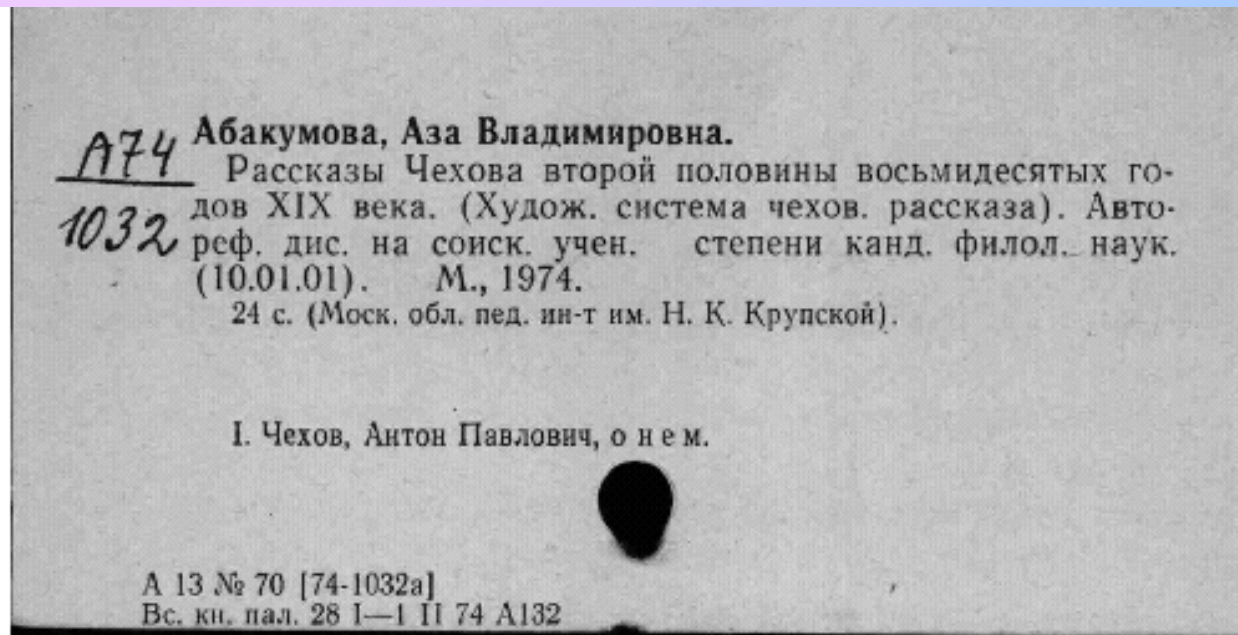 А74
1032
Абакумова, Аза Владимировна.
Рассказы Чехова второй половины восьмидесятых го-
дов XIX века. (Худож. система чехов. рассказа). Авто-
реф. дис. на соиск. учен. степени канд. филол. наук.
(10.01.01). М., 1974.
24 с. (Моск. обл. пед. ин-т им. Н. К. Крупской).
I. Чехов, Антон Павлович, о н е м.
А 13 № 70 [74-1032а]
Вс. кн. пал. 28 I—1 II 74 А132